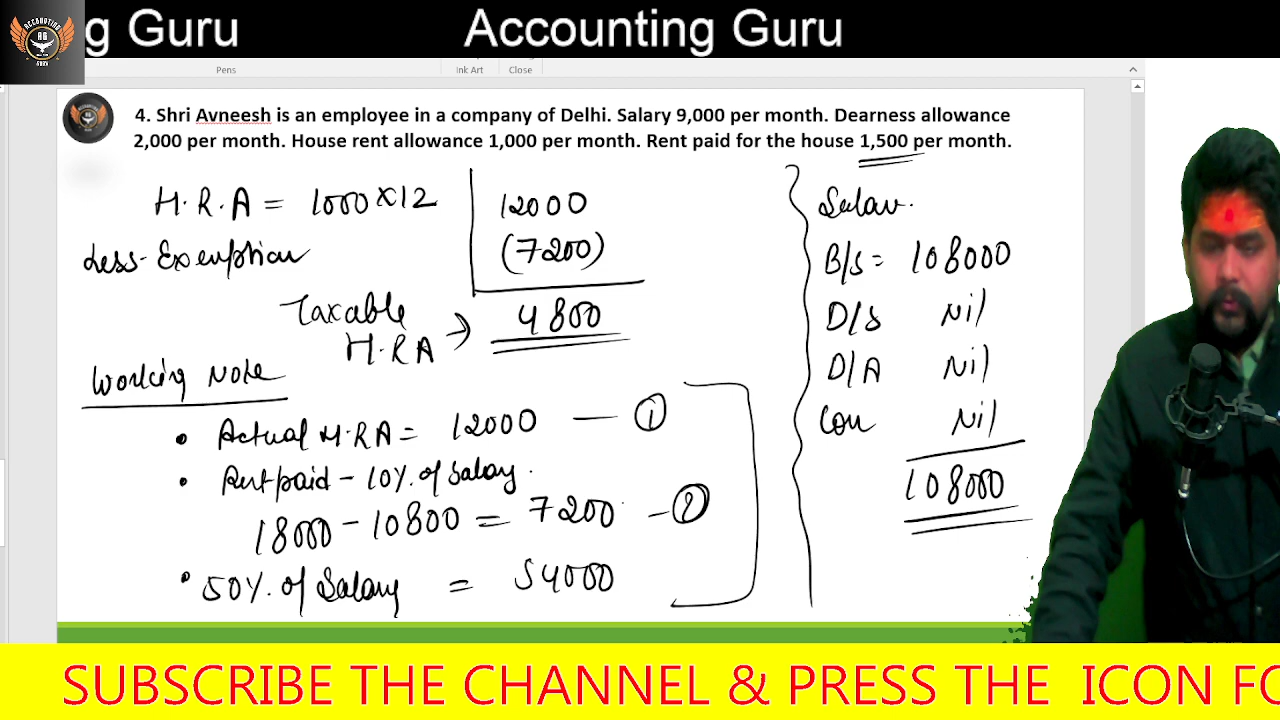 g Guru
Accounting Guru
ACCOUNTING
AG
GURU
Pens
Ink Art
Close
4. Shri Avneesh is an employee in a company of Delhi. Salary 9,000 per month. Dearness allowance
2,000 per month. House rent allowance 1,000 per month. Rent paid for the house 1,500 per month.
H.R.A = 1000 X 12 12000
Less- Exemption (7200)
Taxable
H.R.A → 4800
Working Note
• Actual H.R.A = 12000 — ①
• Rent paid - 10% of Salary.
18000 - 10800 = 7200 — ②
• 50% of Salary = 54000
Salary.
B/S = 108000
D/S Nil
D/A Nil
Com Nil
108000
SUBSCRIBE THE CHANNEL & PRESS THE ICON FO